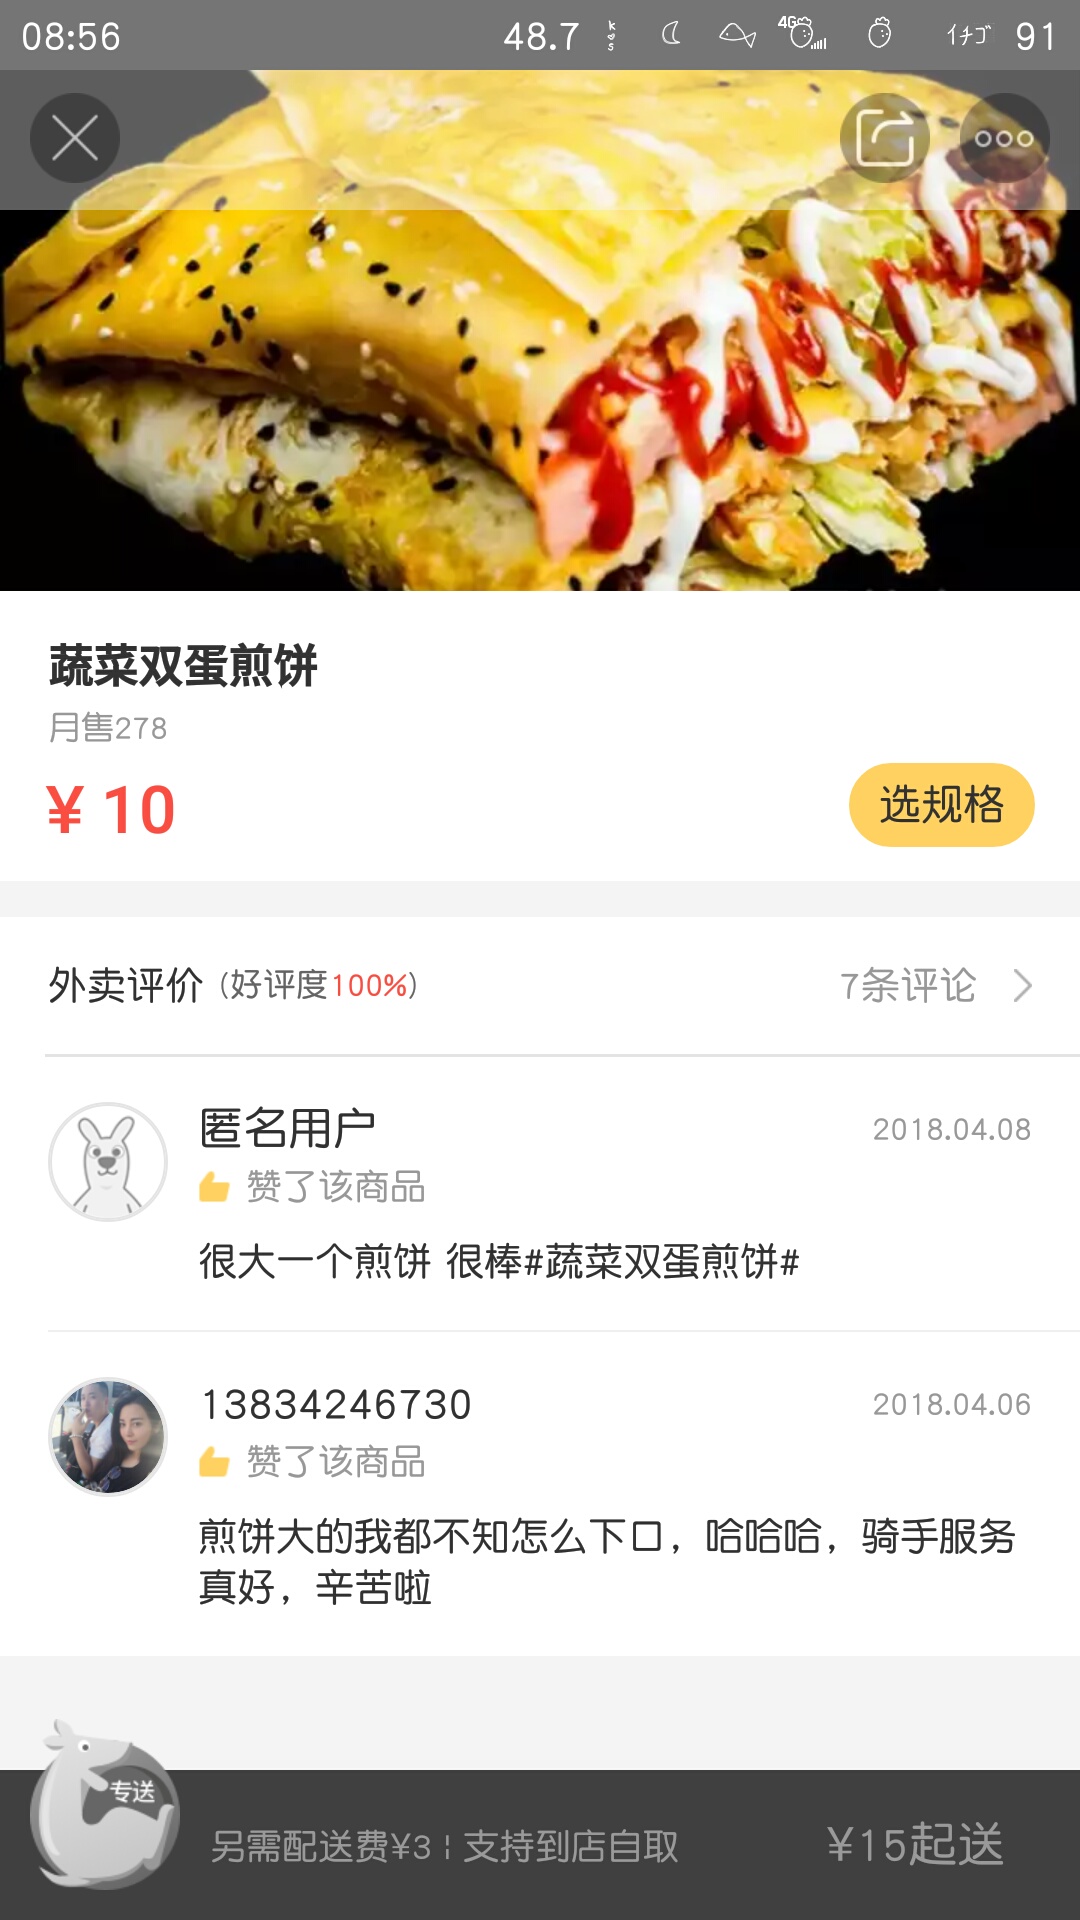 08:56 48.7 K/s 4G イチゴ 91
蔬菜双蛋煎饼
月售278
¥10
选规格
外卖评价（好评度100%） 7条评论
匿名用户 2018.04.08
赞了该商品
很大一个煎饼 很棒#蔬菜双蛋煎饼#
13834246730 2018.04.06
赞了该商品
煎饼大的我都不知怎么下口，哈哈哈，骑手服务
真好，辛苦啦
专送
另需配送费¥3 ¦ 支持到店自取 ¥15起送